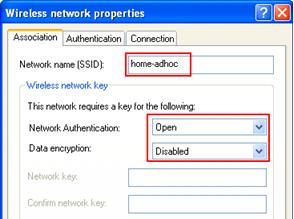 Wireless network properties
Association Authentication Connection
Network name (SSID): home-adhoc
Wireless network key
This network requires a key for the following:
Network Authentication: Open
Data encryption: Disabled
Network key:
Confirm network key: